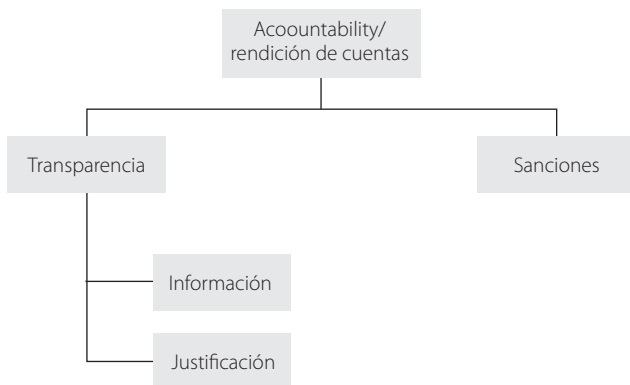 Acoountability/
rendición de cuentas
Transparencia
Sanciones
Información
Justificación